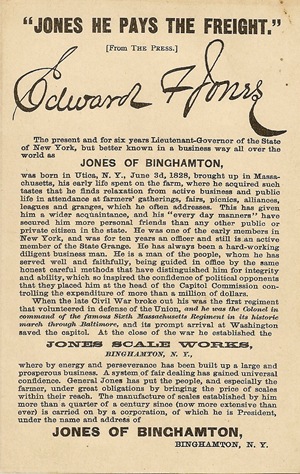 "JONES HE PAYS THE FREIGHT."
[From THE PRESS.]
Edward F Jones
The present and for six years Lieutenant-Governor of the State
of New York, but better known in a business way all over the
world as
JONES OF BINGHAMTON,
was born in Utica, N. Y., June 3d, 1828, brought up in Massa-
chusetts, his early life spent on the farm, where he acquired such
tastes that he finds relaxation from active business and public
life in attendance at farmers' gatherings, fairs, picnics, alliances,
leagues and granges, which he often addresses. This has given
him a wider acquaintance, and his "every day manners" have
secured him more personal friends than any other public or
private citizen in the state. He was one of the early members in
New York, and was for ten years an officer and still is an active
member of the State Grange. He has always been a hard-working
diligent business man. He is a man of the people, whom he has
served well and faithfully, being guided in office by the same
honest careful methods that have distinguished him for integrity
and ability, which so inspired the confidence of political opponents
that they placed him at the head of the Capitol Commission con-
trolling the expenditure of more than a million of dollars.
When the late Civil War broke out his was the first regiment
that volunteered in defense of the Union, and he was the Colonel in
command of the famous Sixth Massachusetts Regiment in its historic
march through Baltimore, and its prompt arrival at Washington
saved the capitol. At the close of the war he established the
JONES SCALE WORKS,
BINGHAMTON, N. Y.,
where by energy and perseverance has been built up a large and
prosperous business. A system of fair dealing has gained universal
confidence. General Jones has put the people, and especially the
farmer, under great obligations by bringing the price of scales
within their reach. The manufacture of scales established by him
more than a quarter of a century since (now more extensive than
ever) is carried on by a corporation, of which he is President,
under the name and address of
JONES OF BINGHAMTON,
BINGHAMTON, N. Y.